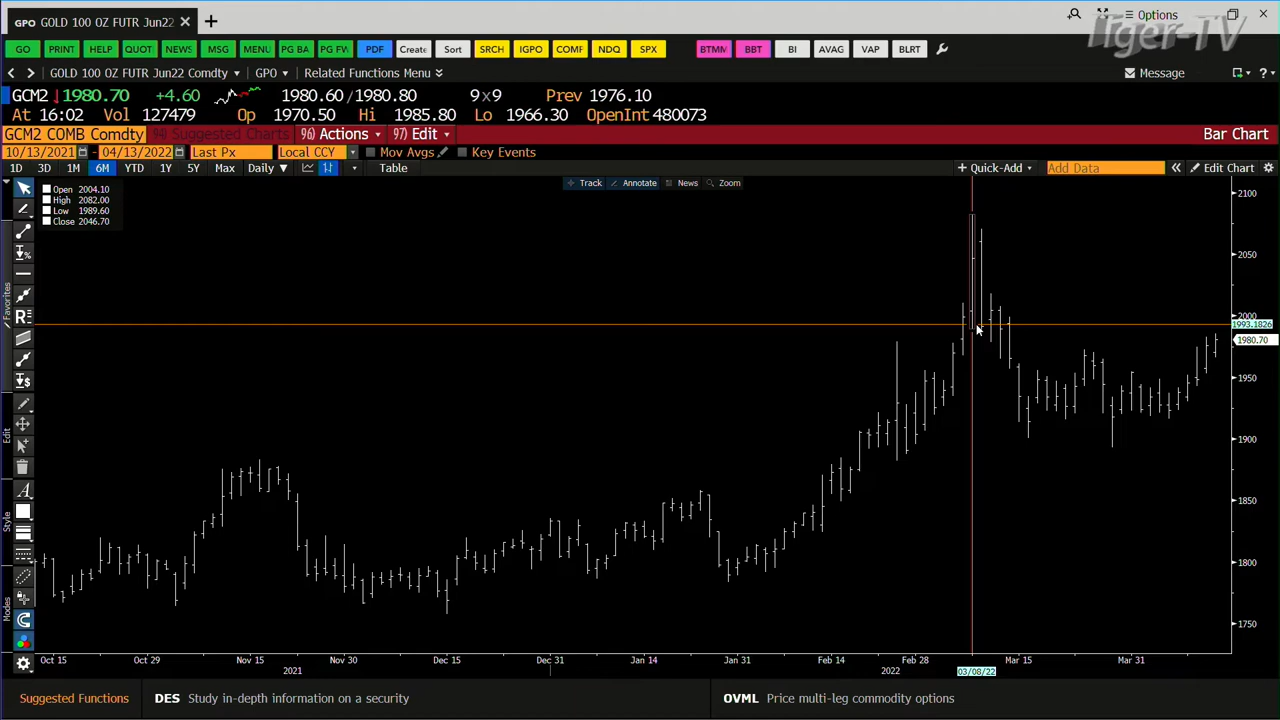 GPO GOLD 100 OZ FUTR Jun22
Options
Tiger-TV
GO PRINT HELP QUOT NEWS MSG MENU PG BA PG FV PDF Create Sort SRCH IGPO COMF NDQ SPX BTMM BBT BI AVAG VAP BLRT
GOLD 100 OZ FUTR Jun22 Comdty GPO Related Functions Menu Message
GCM2 1980.70 +4.60 1980.60/1980.80 9x9 Prev 1976.10
At 16:02 Vol 127479 Op 1970.50 Hi 1985.80 Lo 1966.30 OpenInt 480073
GCM2 COMB Comdty 94) Suggested Charts 96) Actions 97) Edit Bar Chart
10/13/2021 - 04/13/2022 Last Px Local CCY Mov Avgs Key Events
1D 3D 1M 6M YTD 1Y 5Y Max Daily Table + Quick-Add Add Data Edit Chart
Track Annotate News Zoom
Open 2004.10
High 2082.00
Low 1989.60
Close 2046.70
Favorites
Edit
Style
Modes
2100
2050
2000
1993.1826
1980.70
1950
1900
1850
1800
1750
Oct 15 Oct 29 Nov 15 Nov 30 Dec 15 Dec 31 Jan 14 Jan 31 Feb 14 Feb 28 Mar 15 Mar 31
2021 2022 03/08/22
Suggested Functions DES Study in-depth information on a security OVML Price multi-leg commodity options